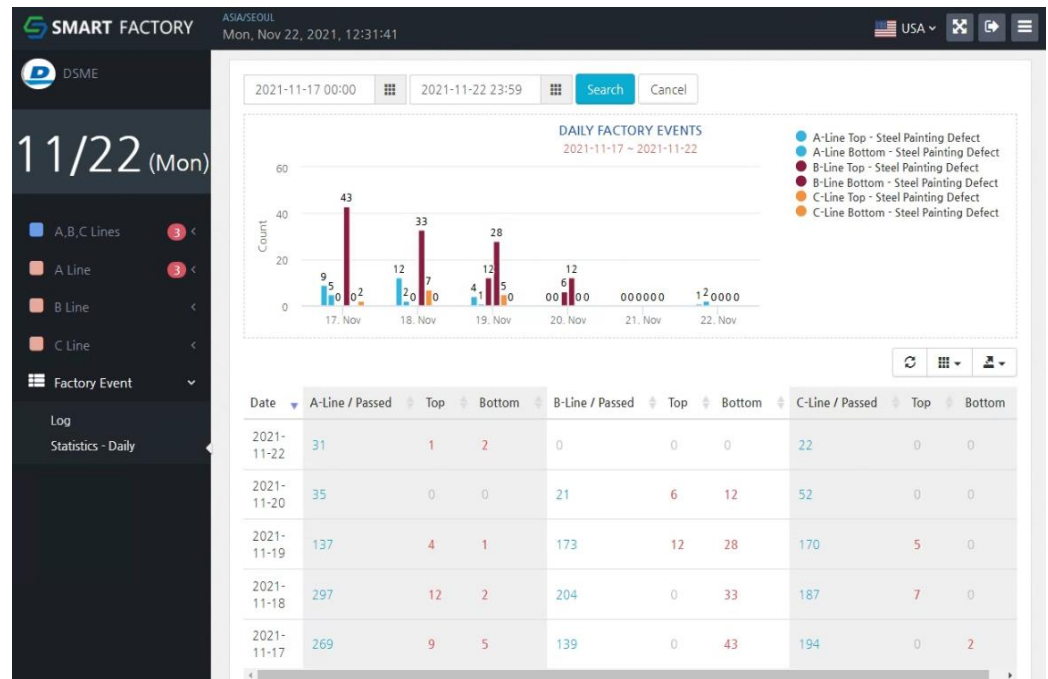 SMART FACTORY
ASIA/SEOUL
Mon, Nov 22, 2021, 12:31:41
USA
DSME
11/22 (Mon)
A,B,C Lines 3
A Line 3
B Line
C Line
Factory Event
Log
Statistics - Daily
2021-11-17 00:00 2021-11-22 23:59 Search Cancel
DAILY FACTORY EVENTS
2021-11-17 ~ 2021-11-22
A-Line Top - Steel Painting Defect
A-Line Bottom - Steel Painting Defect
B-Line Top - Steel Painting Defect
B-Line Bottom - Steel Painting Defect
C-Line Top - Steel Painting Defect
C-Line Bottom - Steel Painting Defect
Count
60
40
20
0
9 5 0 43 0 2
12 2 0 33 7 0
4 1 12 28 5 0
0 0 6 12 0 0
0 0 0 0 0 0
1 2 0 0 0 0
17. Nov 18. Nov 19. Nov 20. Nov 21. Nov 22. Nov
Date A-Line / Passed Top Bottom B-Line / Passed Top Bottom C-Line / Passed Top Bottom
2021-11-22 31 1 2 0 0 0 22 0 0
2021-11-20 35 0 0 21 6 12 52 0 0
2021-11-19 137 4 1 173 12 28 170 5 0
2021-11-18 297 12 2 204 0 33 187 7 0
2021-11-17 269 9 5 139 0 43 194 0 2